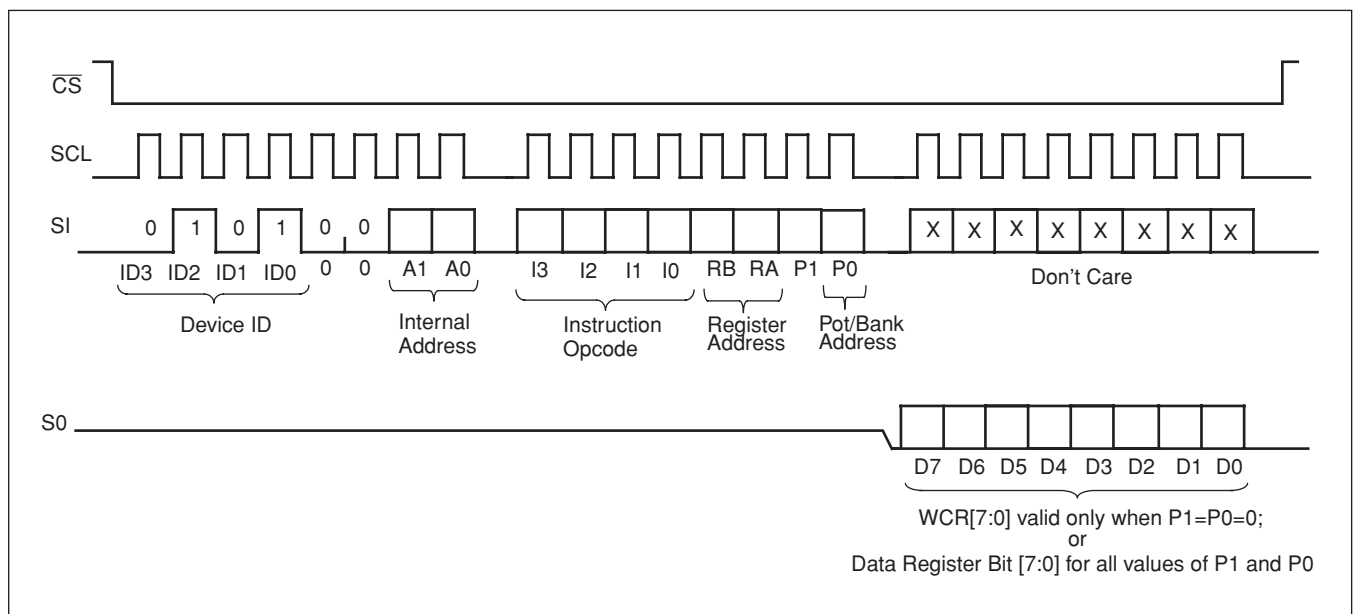 CS
SCL
SI
0 1 0 1 0 0
X X X X X X X X
ID3 ID2 ID1 ID0 0 0 A1 A0 I3 I2 I1 I0 RB RA P1 P0
Don't Care
Device ID
Internal
Address
Instruction
Opcode
Register
Address
Pot/Bank
Address
S0
D7 D6 D5 D4 D3 D2 D1 D0
WCR[7:0] valid only when P1=P0=0;
or
Data Register Bit [7:0] for all values of P1 and P0